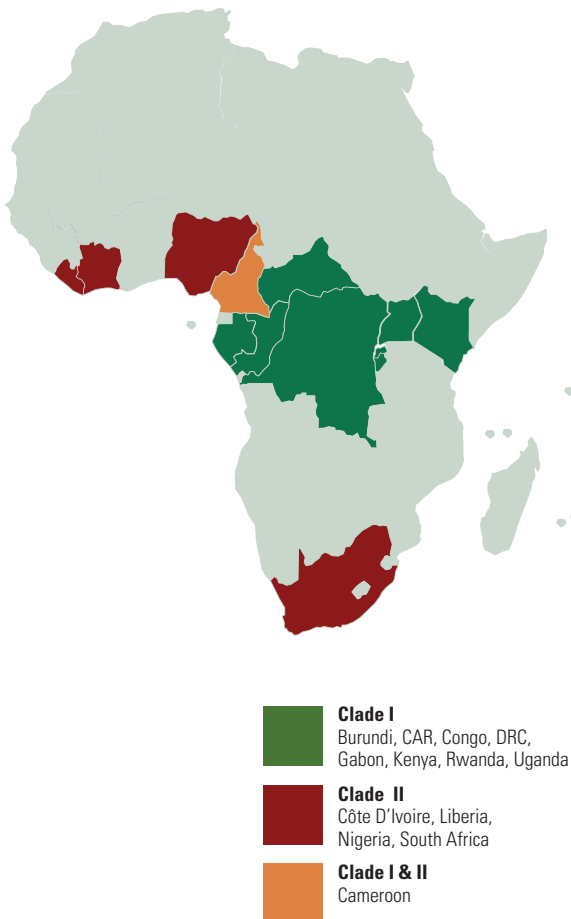 Clade I
Burundi, CAR, Congo, DRC,
Gabon, Kenya, Rwanda, Uganda
Clade II
Côte D'Ivoire, Liberia,
Nigeria, South Africa
Clade I & II
Cameroon